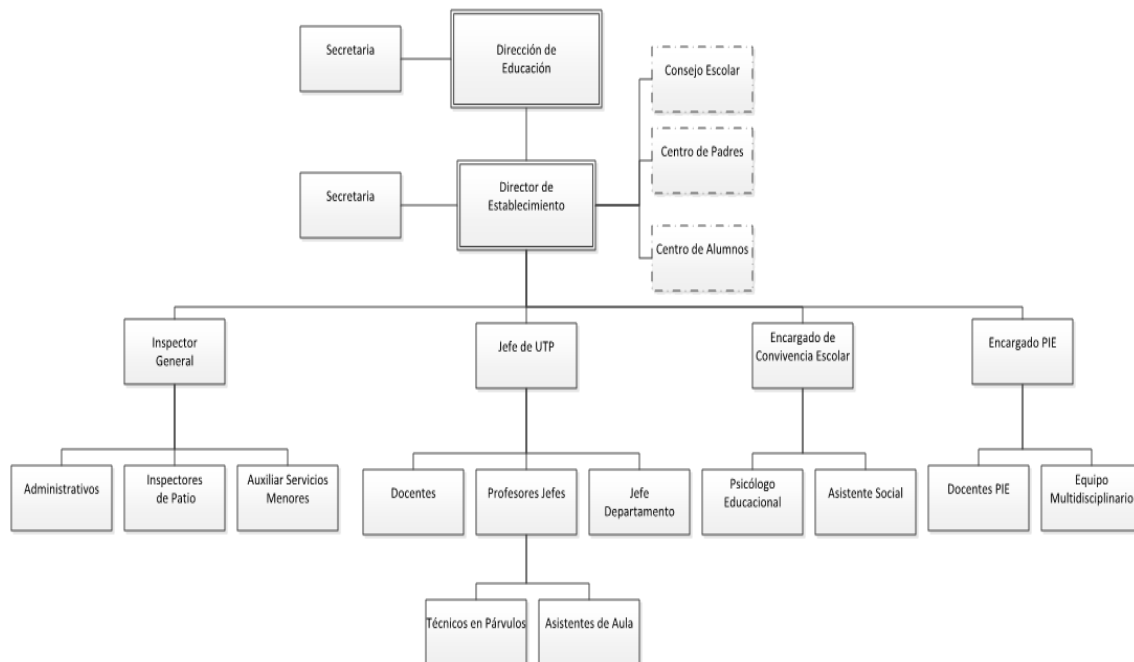 Secretaria
Dirección de
Educación
Consejo Escolar
Centro de Padres
Secretaria
Director de
Establecimiento
Centro de Alumnos
Inspector
General
Jefe de UTP
Encargado de
Convivencia Escolar
Encargado PIE
Administrativos
Inspectores
de Patio
Auxiliar Servicios
Menores
Docentes
Profesores Jefes
Jefe
Departamento
Psicólogo
Educacional
Asistente Social
Docentes PIE
Equipo
Multidisciplinario
Técnicos en Párvulos
Asistentes de Aula